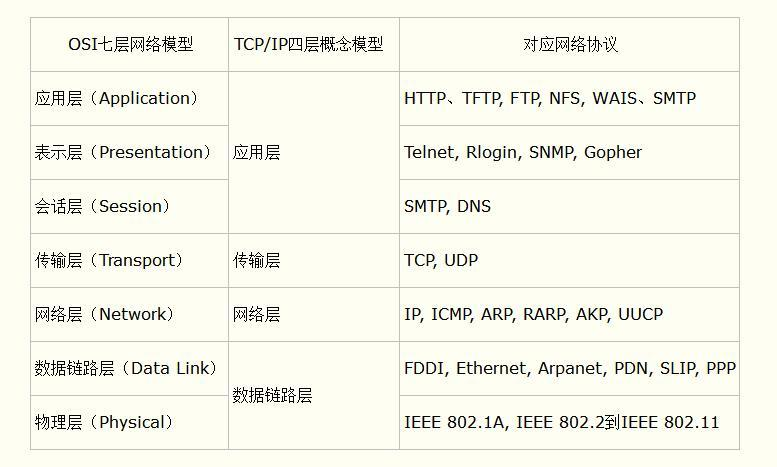 OSI七层网络模型 TCP/IP四层概念模型 对应网络协议
应用层（Application） HTTP、TFTP, FTP, NFS, WAIS、SMTP
表示层（Presentation） 应用层 Telnet, Rlogin, SNMP, Gopher
会话层（Session） SMTP, DNS
传输层（Transport） 传输层 TCP, UDP
网络层（Network） 网络层 IP, ICMP, ARP, RARP, AKP, UUCP
数据链路层（Data Link） FDDI, Ethernet, Arpanet, PDN, SLIP, PPP
数据链路层
物理层（Physical） IEEE 802.1A, IEEE 802.2到IEEE 802.11